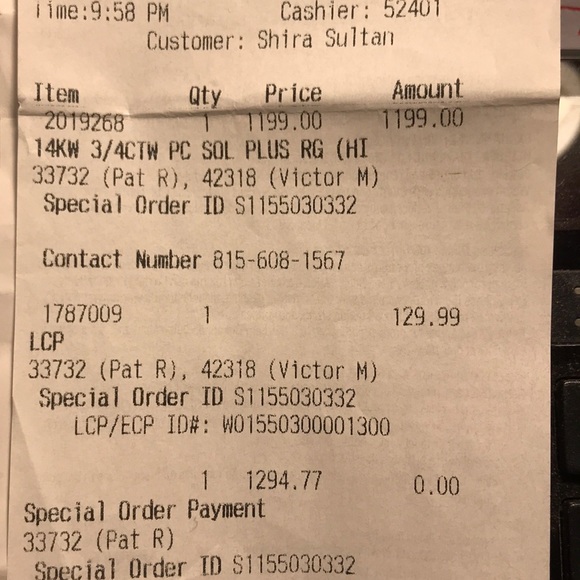 Time:9:58 PM Cashier: 52401
Customer: Shira Sultan
Item Qty Price Amount
2019268 1 1199.00 1199.00
14KW 3/4CTW PC SOL PLUS RG (HI
33732 (Pat R), 42318 (Victor M)
Special Order ID S1155030332
Contact Number 815-608-1567
1787009 1 129.99
LCP
33732 (Pat R), 42318 (Victor M)
Special Order ID S1155030332
LCP/ECP ID#: W01550300001300
1 1294.77 0.00
Special Order Payment
33732 (Pat R)
Special Order ID S1155030332